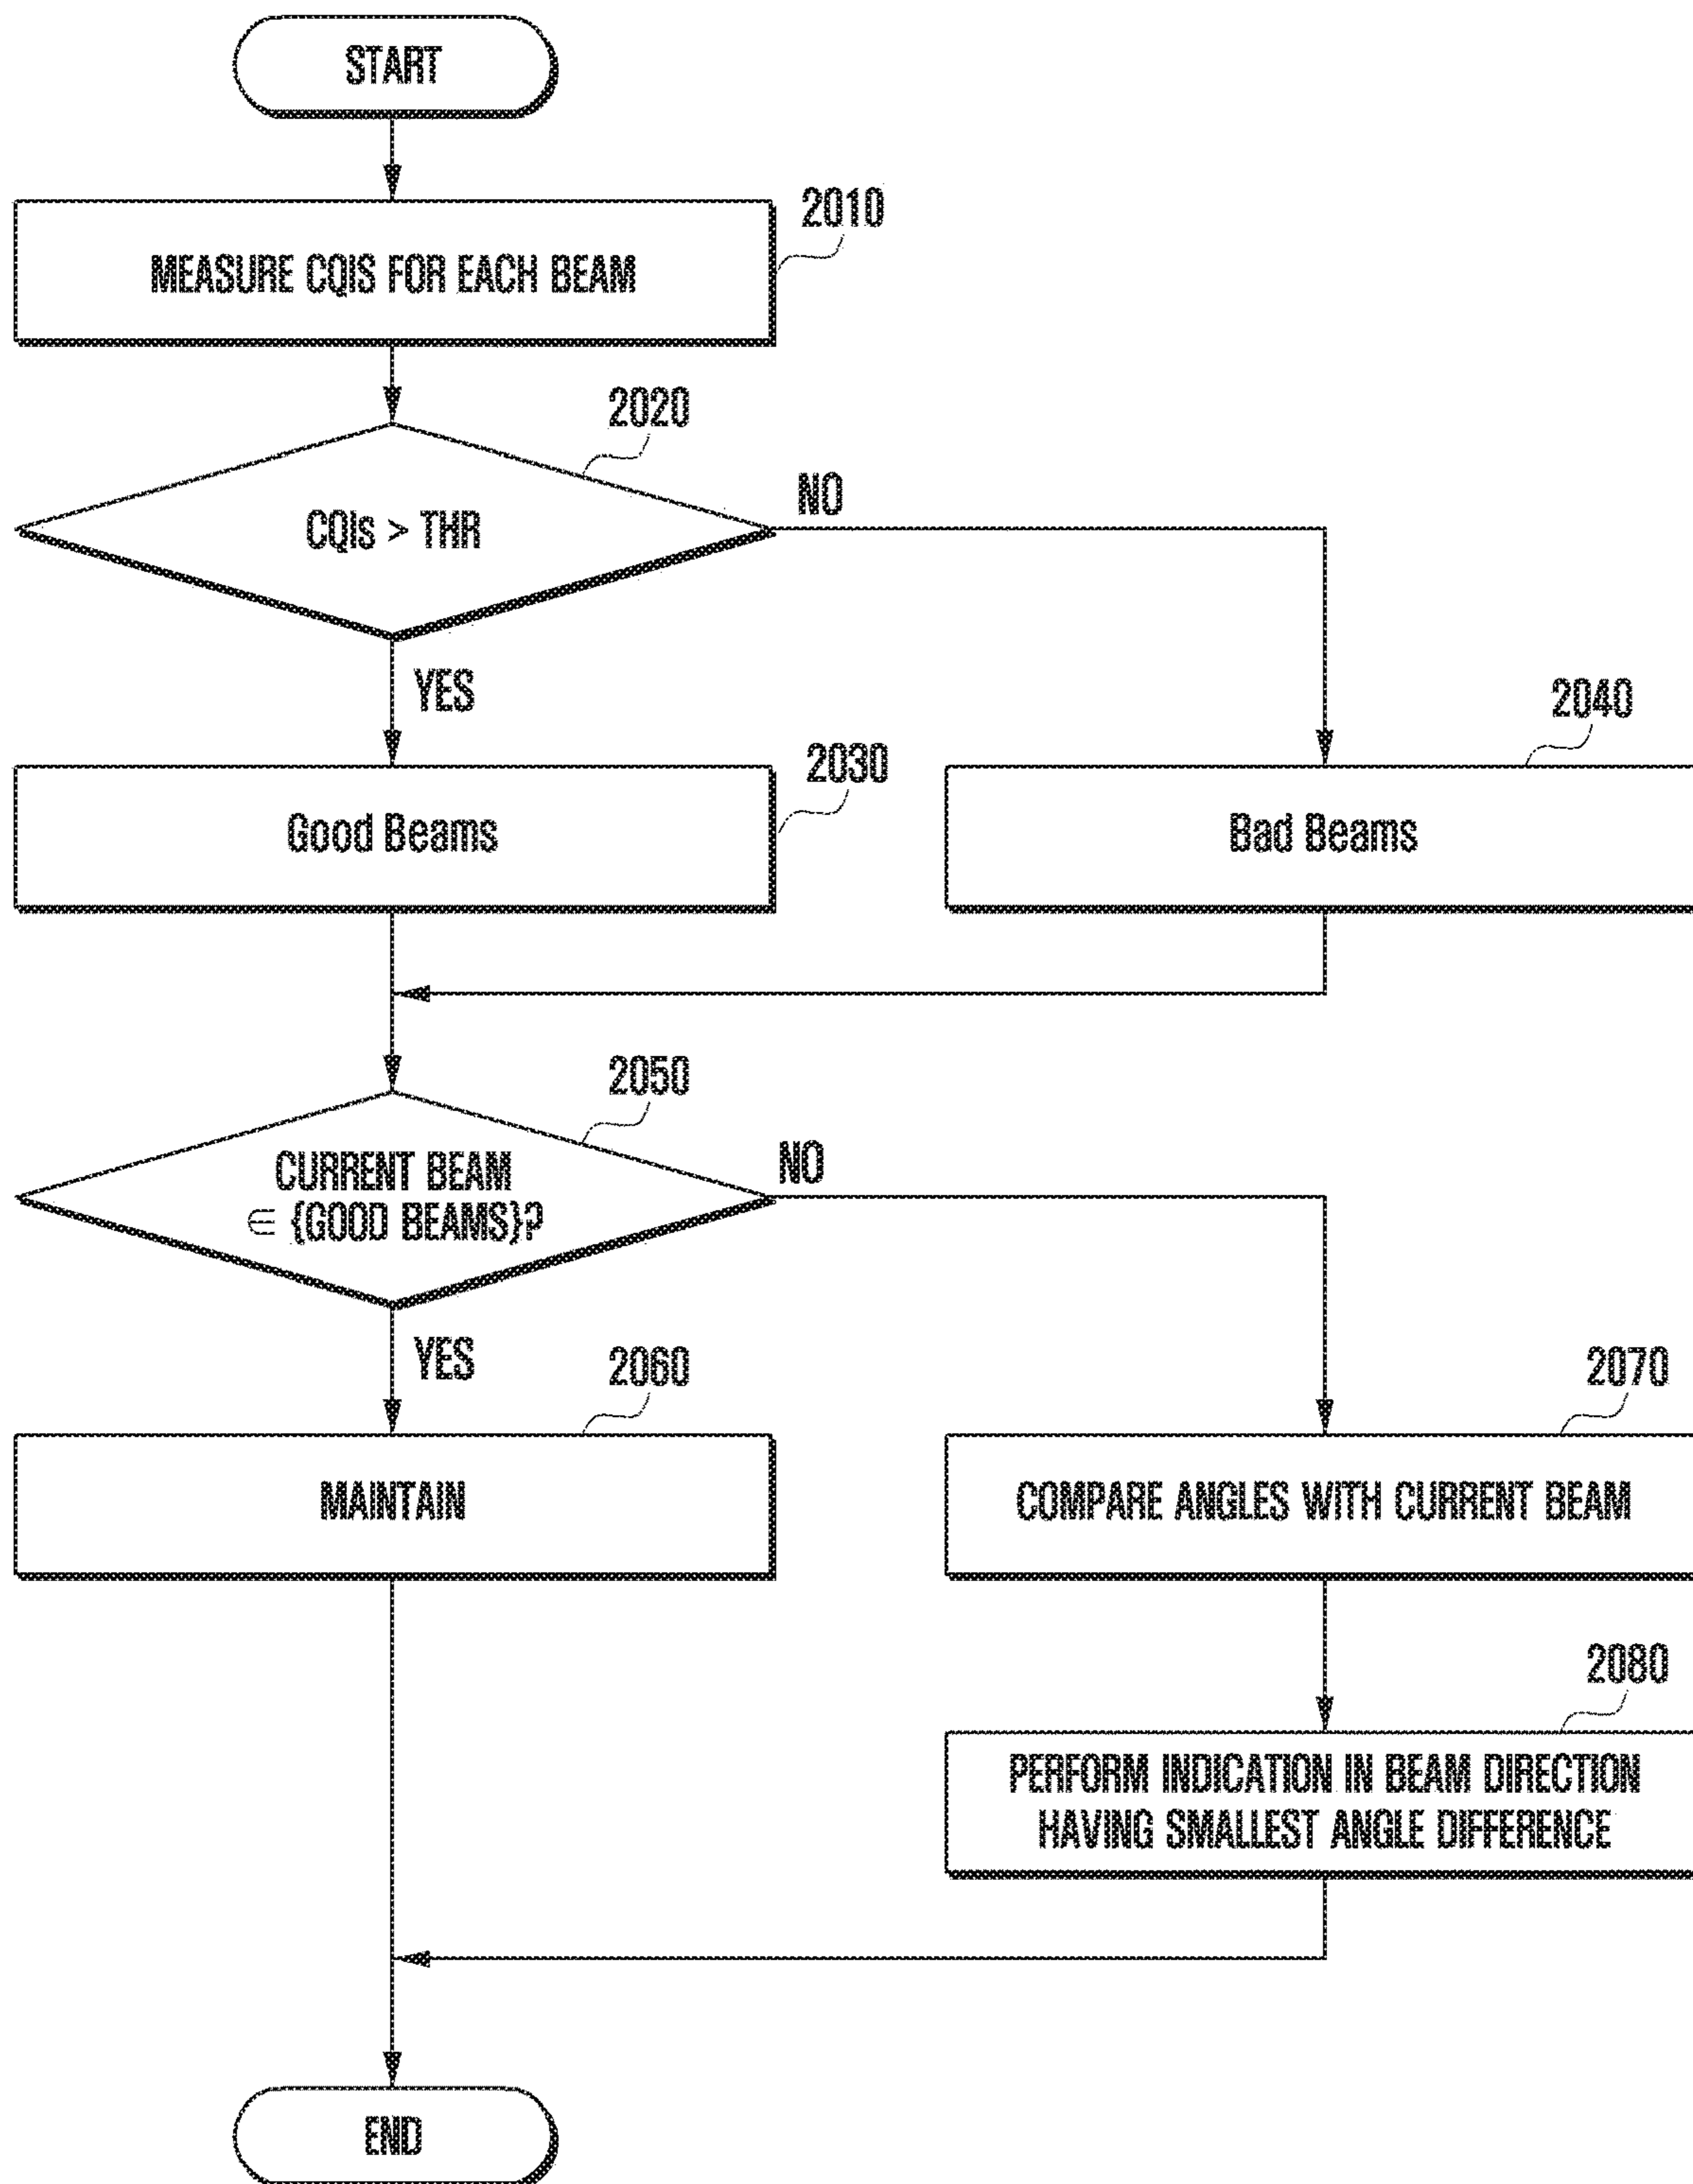 START
2010
MEASURE CQIS FOR EACH BEAM
2020
NO
CQIs > THR
YES
2040
2030
Good Beams
Bad Beams
2050
NO
CURRENT BEAM
∈ {GOOD BEAMS}?
YES
2060
2070
MAINTAIN
COMPARE ANGLES WITH CURRENT BEAM
2080
PERFORM INDICATION IN BEAM DIRECTION
HAVING SMALLEST ANGLE DIFFERENCE
END